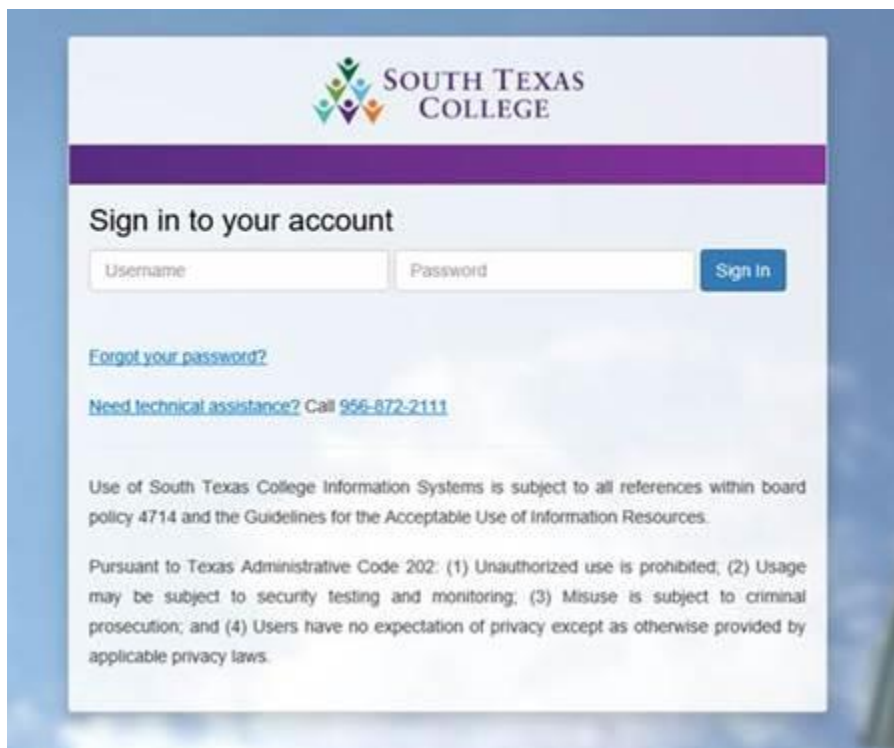 SOUTH TEXAS
COLLEGE
Sign in to your account
Username Password Sign In
Forgot your password?
Need technical assistance? Call 956-872-2111
Use of South Texas College Information Systems is subject to all references within board
policy 4714 and the Guidelines for the Acceptable Use of Information Resources.
Pursuant to Texas Administrative Code 202: (1) Unauthorized use is prohibited; (2) Usage
may be subject to security testing and monitoring; (3) Misuse is subject to criminal
prosecution; and (4) Users have no expectation of privacy except as otherwise provided by
applicable privacy laws.